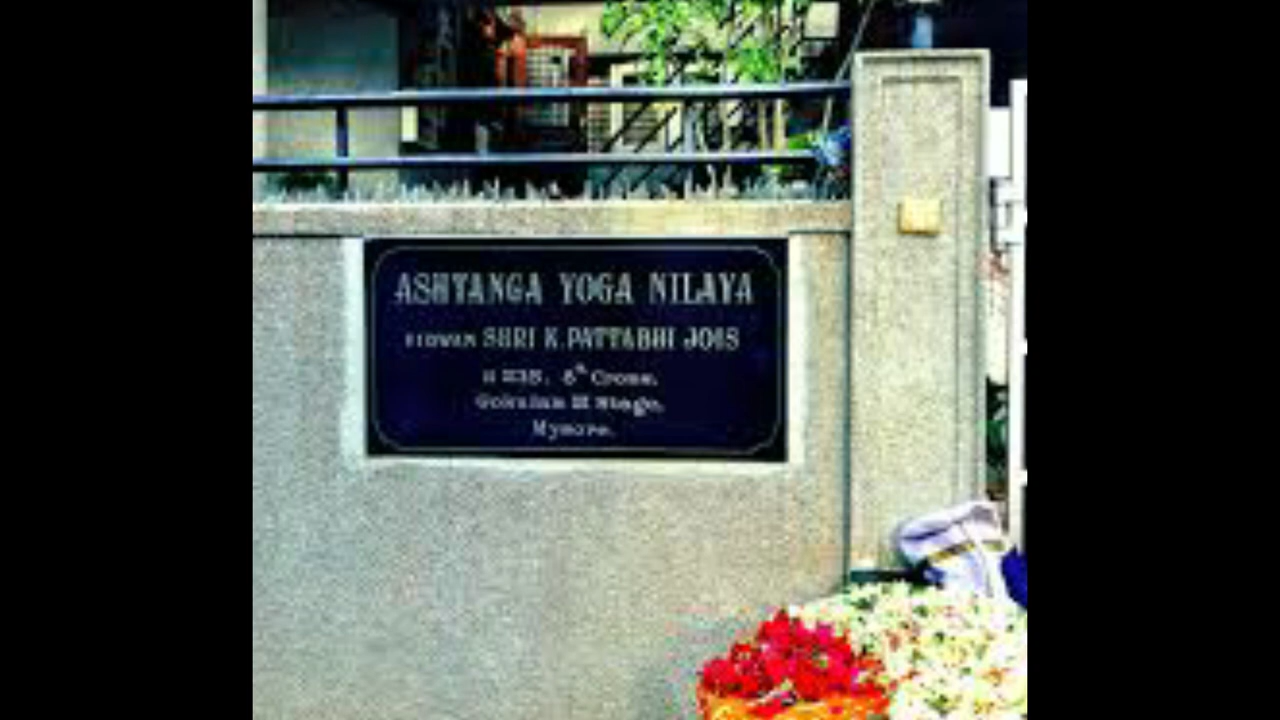 ASHTANGA YOGA NILAYA
SHRI K. PATTABHI JOIS
8th Cross,
Gokulam III Stage,
Mysore.